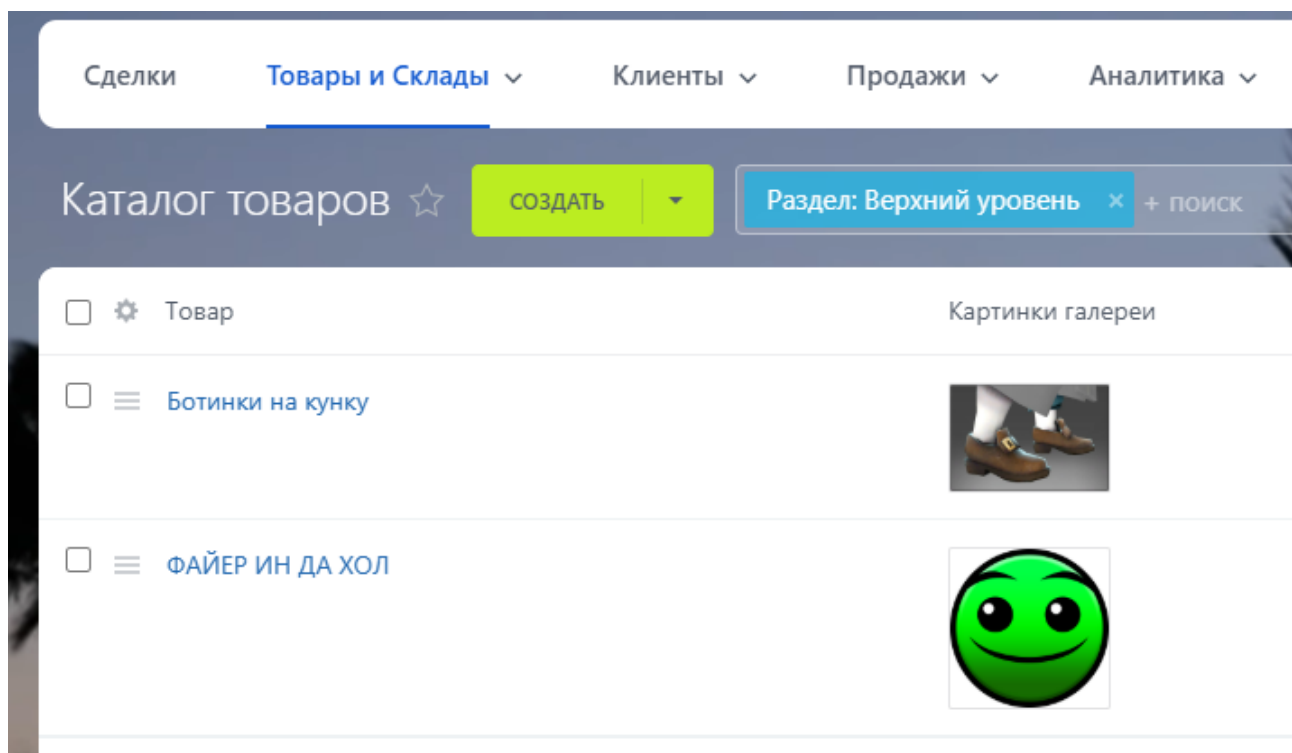 Сделки Товары и Склады Клиенты Продажи Аналитика
Каталог товаров СОЗДАТЬ Раздел: Верхний уровень × + поиск
Товар Картинки галереи
Ботинки на кунку
ФАЙЕР ИН ДА ХОЛ